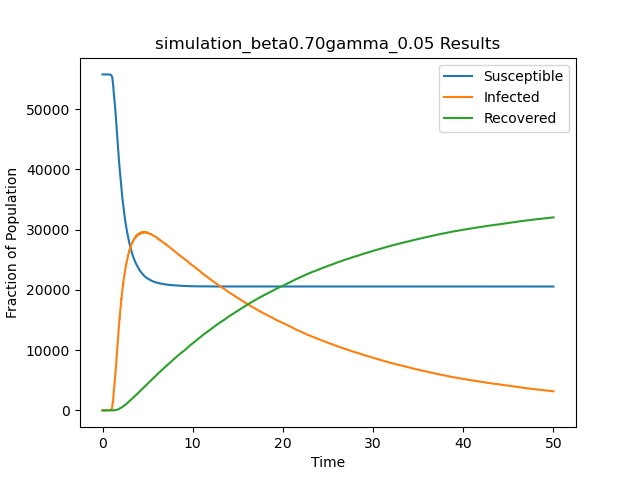 simulation_beta0.70gamma_0.05 Results
Susceptible
Infected
Recovered
Fraction of Population
50000
40000
30000
20000
10000
0
0 10 20 30 40 50
Time